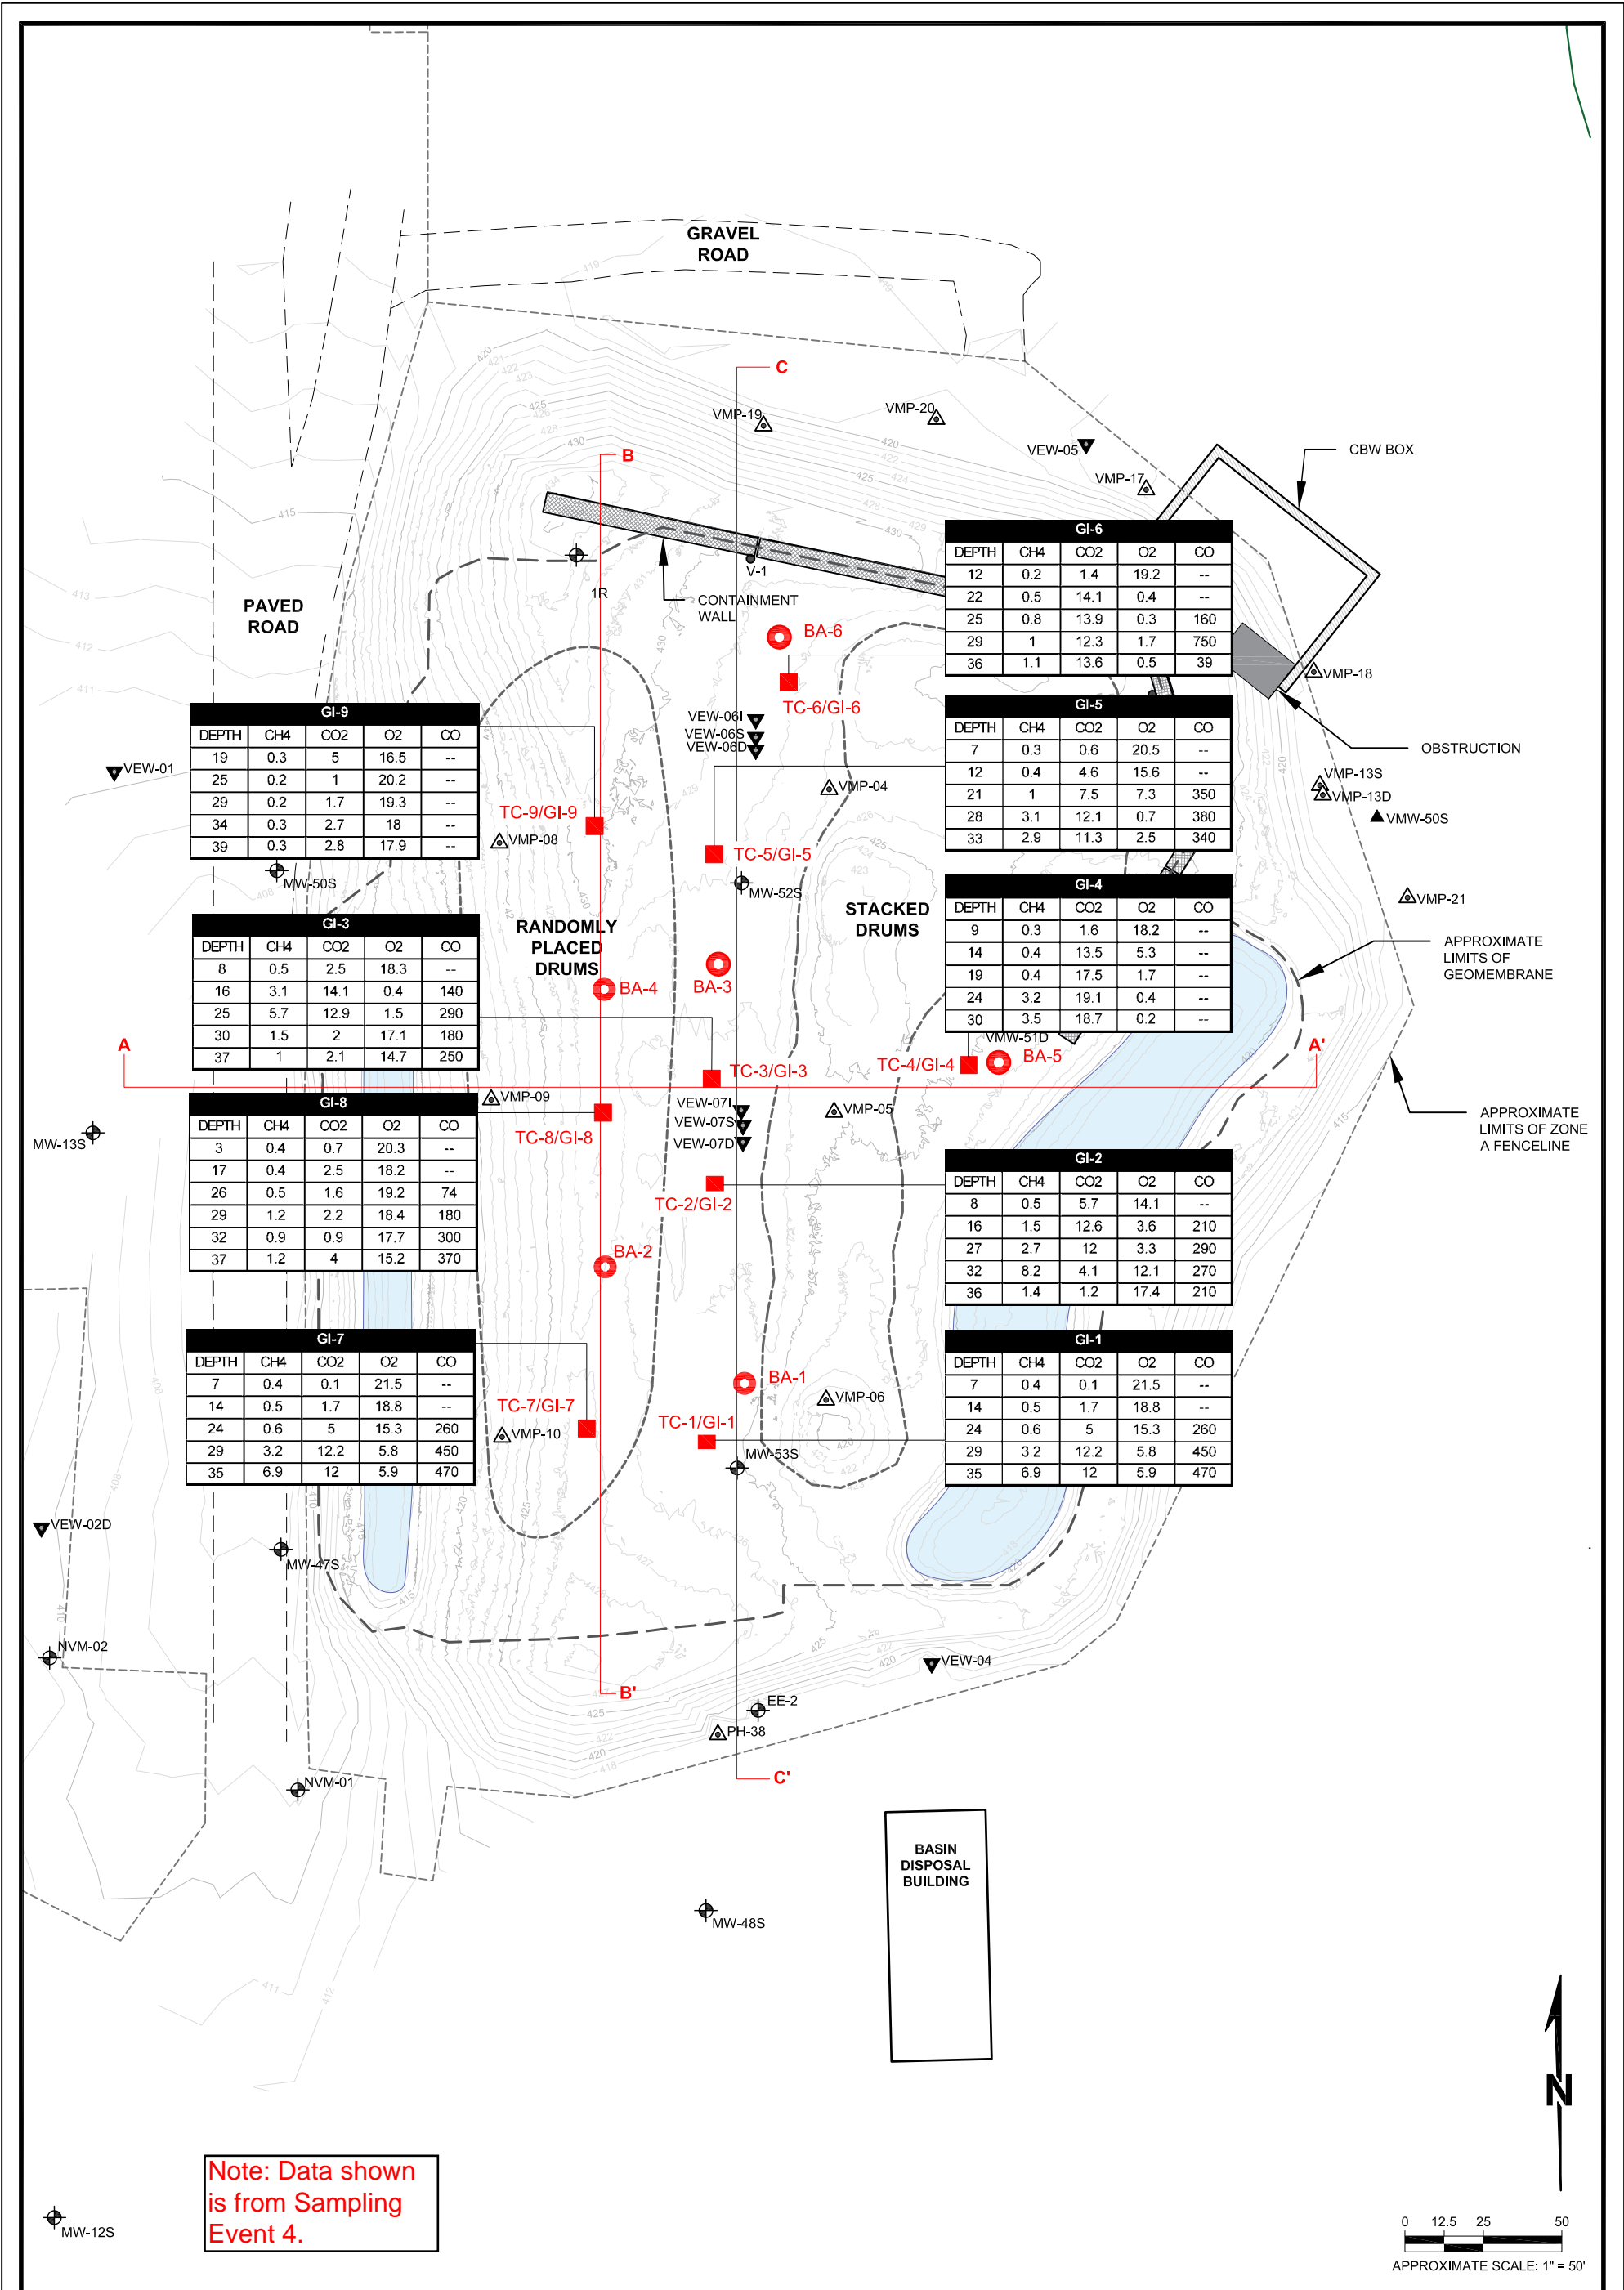 GRAVEL
ROAD
C
B
VMP-19
VMP-20
VEW-05
VMP-17
CBW BOX
V-1
1R
CONTAINMENT
WALL
PAVED
ROAD
BA-6
TC-6/GI-6
VEW-06I
VEW-06S
VEW-06D
VMP-04
VMP-18
OBSTRUCTION
VMP-13S
VMP-13D
VMW-50S
VMP-21
GI-6
DEPTH CH4 CO2 O2 CO
12 0.2 1.4 19.2 --
22 0.5 14.1 0.4 --
25 0.8 13.9 0.3 160
29 1 12.3 1.7 750
36 1.1 13.6 0.5 39
GI-9
DEPTH CH4 CO2 O2 CO
19 0.3 5 16.5 --
25 0.2 1 20.2 --
29 0.2 1.7 19.3 --
34 0.3 2.7 18 --
39 0.3 2.8 17.9 --
GI-5
DEPTH CH4 CO2 O2 CO
7 0.3 0.6 20.5 --
12 0.4 4.6 15.6 --
21 1 7.5 7.3 350
28 3.1 12.1 0.7 380
33 2.9 11.3 2.5 340
VEW-01
TC-9/GI-9
VMP-08
TC-5/GI-5
MW-50S
MW-52S
RANDOMLY
PLACED
DRUMS
STACKED
DRUMS
APPROXIMATE
LIMITS OF
GEOMEMBRANE
GI-3
DEPTH CH4 CO2 O2 CO
8 0.5 2.5 18.3 --
16 3.1 14.1 0.4 140
25 5.7 12.9 1.5 290
30 1.5 2 17.1 180
37 1 2.1 14.7 250
GI-4
DEPTH CH4 CO2 O2 CO
9 0.3 1.6 18.2 --
14 0.4 13.5 5.3 --
19 0.4 17.5 1.7 --
24 3.2 19.1 0.4 --
30 3.5 18.7 0.2 --
BA-4
BA-3
VMW-51D
BA-5
TC-4/GI-4
TC-3/GI-3
A
A'
VMP-09
TC-8/GI-8
VEW-07I
VEW-07S
VEW-07D
VMP-05
MW-13S
APPROXIMATE
LIMITS OF ZONE
A FENCELINE
GI-8
DEPTH CH4 CO2 O2 CO
3 0.4 0.7 20.3 --
17 0.4 2.5 18.2 --
26 0.5 1.6 19.2 74
29 1.2 2.2 18.4 180
32 0.9 0.9 17.7 300
37 1.2 4 15.2 370
GI-2
DEPTH CH4 CO2 O2 CO
8 0.5 5.7 14.1 --
16 1.5 12.6 3.6 210
27 2.7 12 3.3 290
32 8.2 4.1 12.1 270
36 1.4 1.2 17.4 210
TC-2/GI-2
BA-2
GI-7
DEPTH CH4 CO2 O2 CO
7 0.4 0.1 21.5 --
14 0.5 1.7 18.8 --
24 0.6 5 15.3 260
29 3.2 12.2 5.8 450
35 6.9 12 5.9 470
GI-1
DEPTH CH4 CO2 O2 CO
7 0.4 0.1 21.5 --
14 0.5 1.7 18.8 --
24 0.6 5 15.3 260
29 3.2 12.2 5.8 450
35 6.9 12 5.9 470
BA-1
VMP-06
TC-7/GI-7
TC-1/GI-1
VMP-10
MW-53S
VEW-02D
MW-47S
NVM-02
VEW-04
B'
EE-2
PH-38
C'
NVM-01
BASIN
DISPOSAL
BUILDING
MW-48S
N
Note: Data shown
is from Sampling
Event 4.
MW-12S
0 12.5 25 50
APPROXIMATE SCALE: 1" = 50'